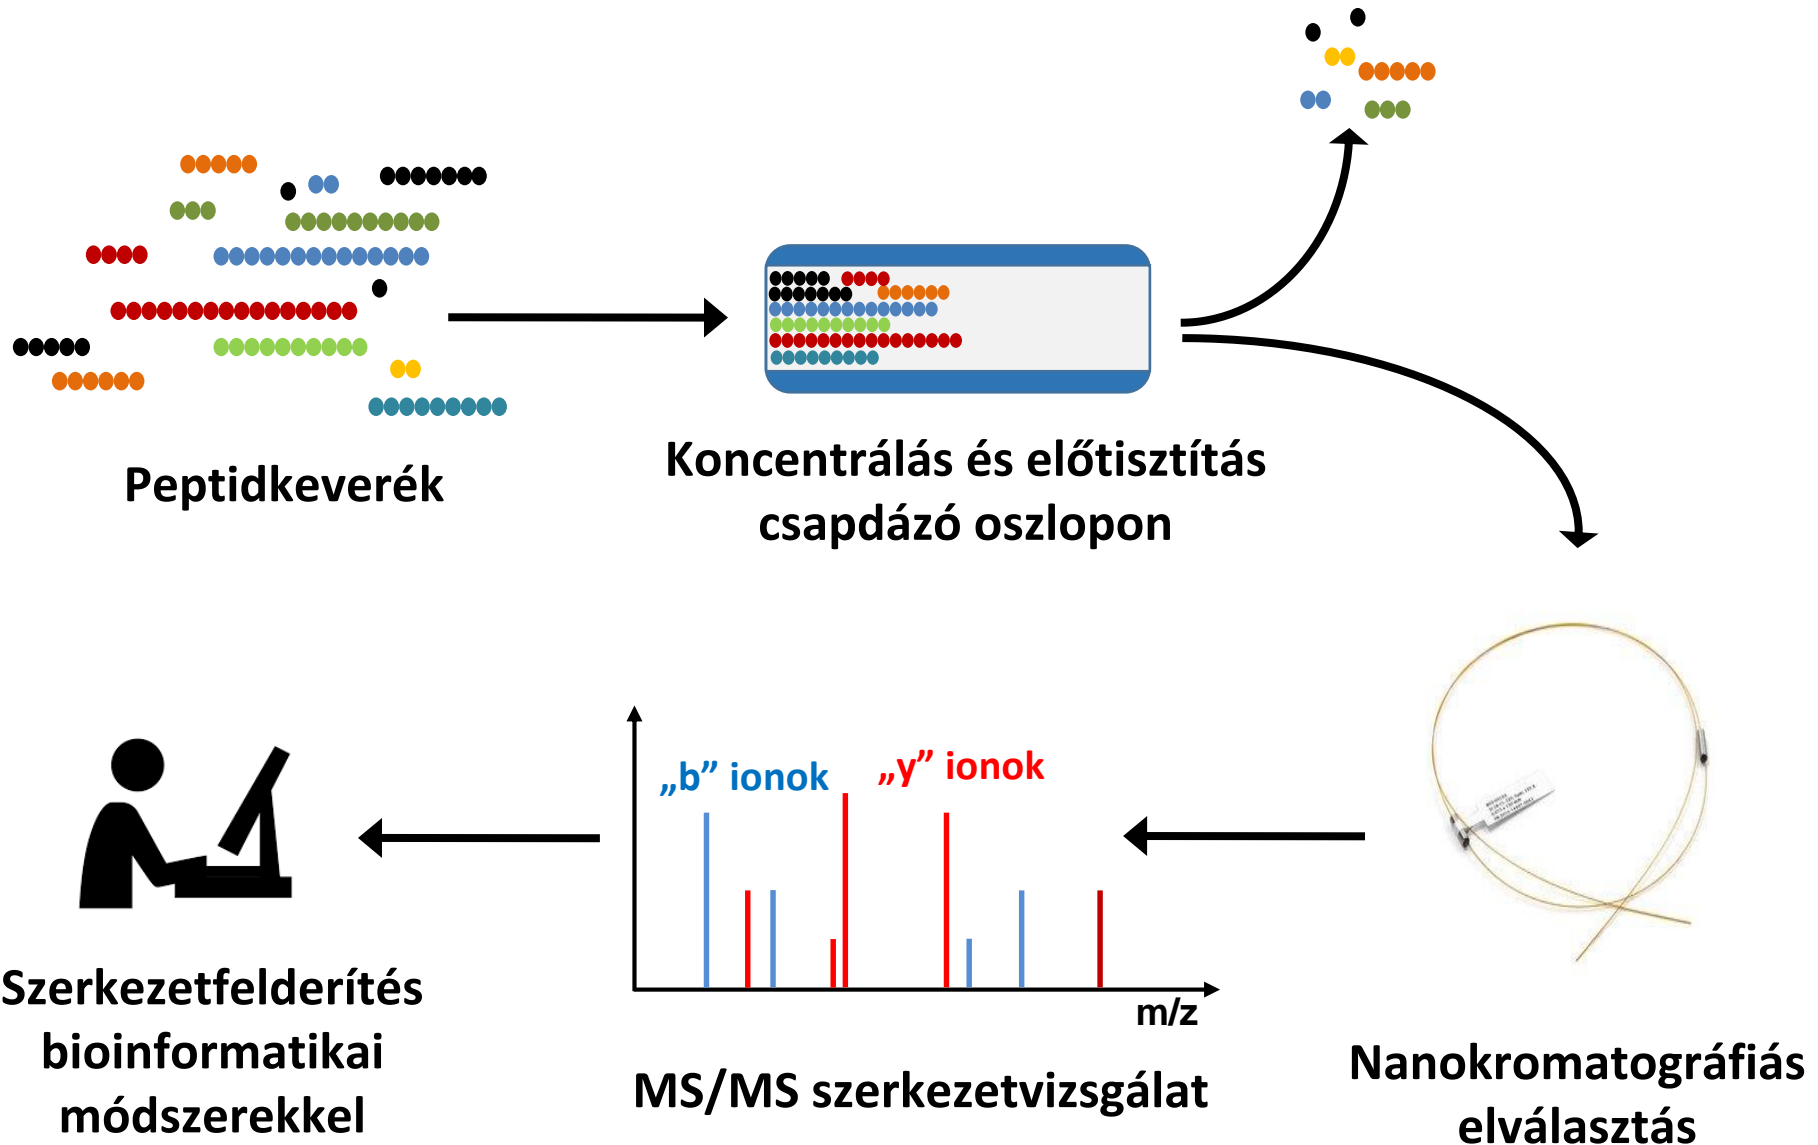 Peptidkeverék
Koncentrálás és előtisztítás
csapdázó oszlopon
„b” ionok
„y” ionok
m/z
Szerkezetfelderítés
bioinformatikai
módszerekkel
MS/MS szerkezetvizsgálat
Nanokromatográfiás
elválasztás